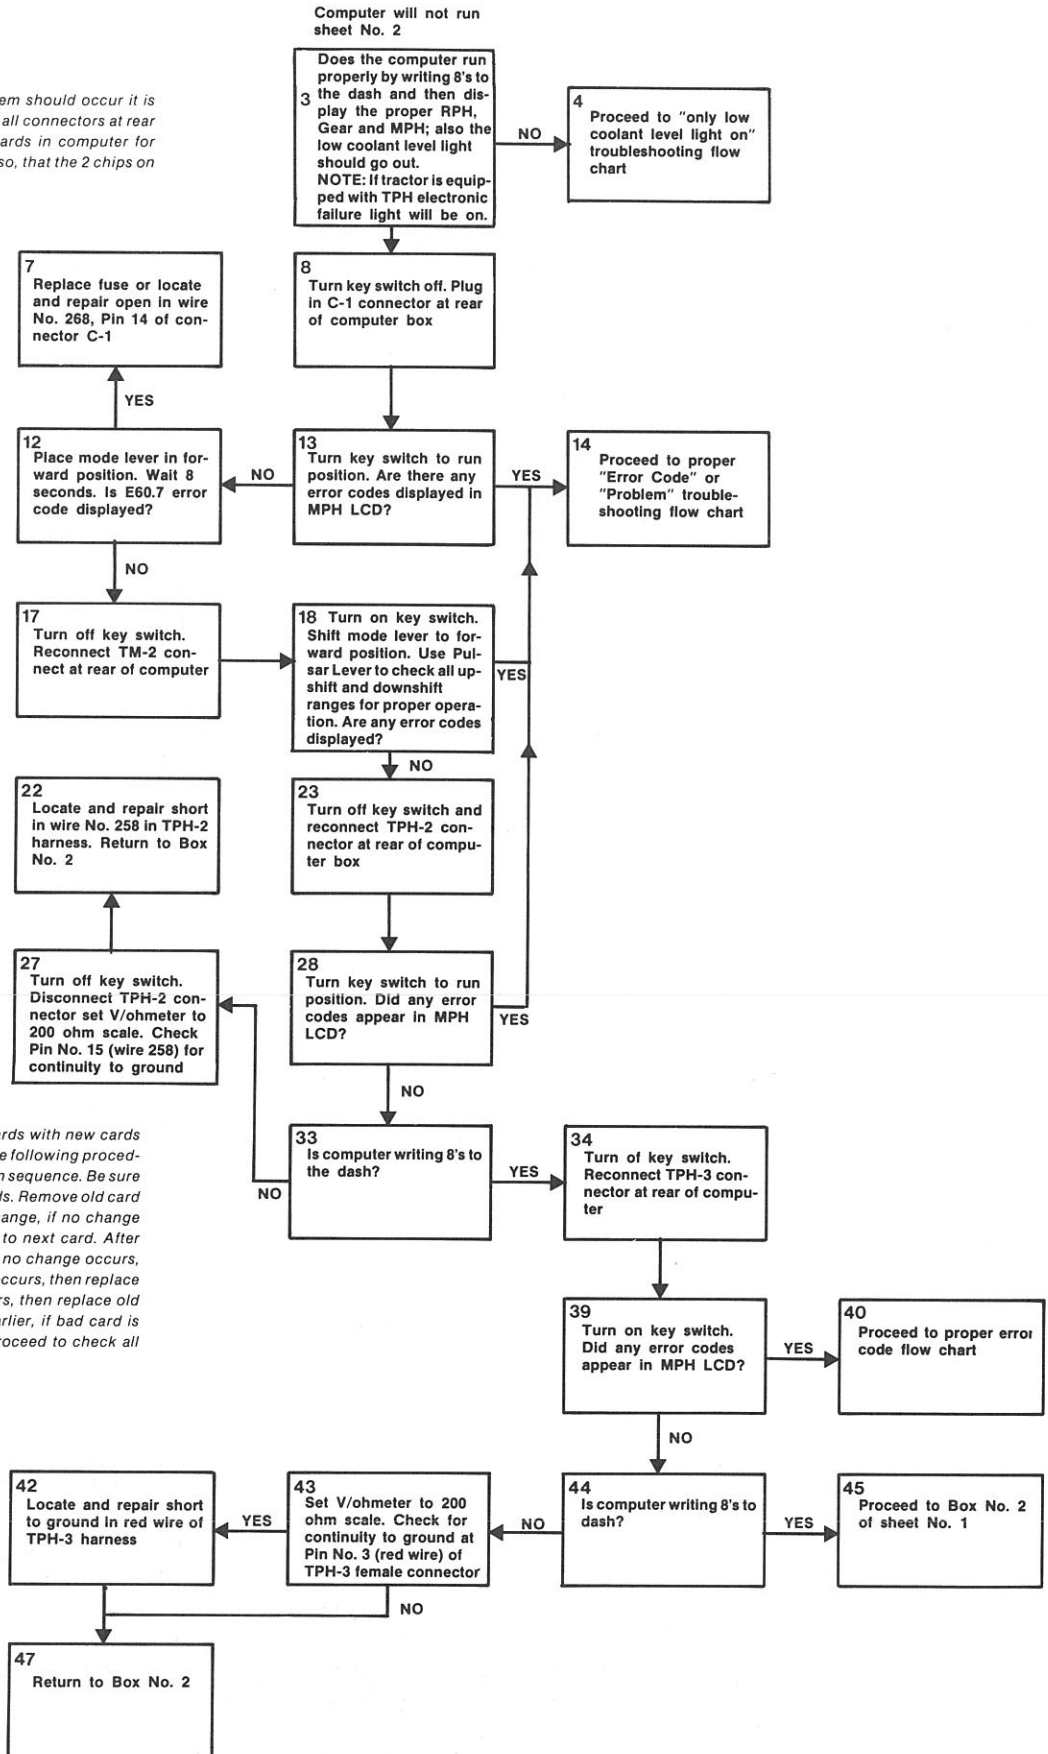 Computer will not run
sheet No. 2
em should occur it is
all connectors at rear
ards in computer for
so, that the 2 chips on
3
Does the computer run
properly by writing 8's to
the dash and then dis-
play the proper RPH,
Gear and MPH; also the
low coolant level light
should go out.
NOTE: If tractor is equip-
ped with TPH electronic
failure light will be on.
NO
4
Proceed to "only low
coolant level light on"
troubleshooting flow
chart
7
Replace fuse or locate
and repair open in wire
No. 268, Pin 14 of con-
nector C-1
8
Turn key switch off. Plug
in C-1 connector at rear
of computer box
YES
12
Place mode lever in for-
ward position. Wait 8
seconds. Is E60.7 error
code displayed?
NO
13
Turn key switch to run
position. Are there any
error codes displayed in
MPH LCD?
YES
14
Proceed to proper
"Error Code" or
"Problem" trouble-
shooting flow chart
NO
17
Turn off key switch.
Reconnect TM-2 con-
nect at rear of computer
18 Turn on key switch.
Shift mode lever to for-
ward position. Use Pul-
sar Lever to check all up-
shift and downshift
ranges for proper opera-
tion. Are any error codes
displayed?
YES
NO
22
Locate and repair short
in wire No. 258 in TPH-2
harness. Return to Box
No. 2
23
Turn off key switch and
reconnect TPH-2 con-
nector at rear of compu-
ter box
27
Turn off key switch.
Disconnect TPH-2 con-
nector set V/ohmeter to
200 ohm scale. Check
Pin No. 15 (wire 258) for
continuity to ground
28
Turn key switch to run
position. Did any error
codes appear in MPH
LCD?
YES
NO
ards with new cards
e following proced-
n sequence. Be sure
ds. Remove old card
ange, if no change
to next card. After
no change occurs,
occurs, then replace
rs, then replace old
arlier, if bad card is
roceed to check all
33
Is computer writing 8's to
the dash?
NO
YES
34
Turn of key switch.
Reconnect TPH-3 con-
nector at rear of compu-
ter
39
Turn on key switch.
Did any error codes
appear in MPH LCD?
YES
40
Proceed to proper error
code flow chart
NO
42
Locate and repair short
to ground in red wire of
TPH-3 harness
YES
43
Set V/ohmeter to 200
ohm scale. Check for
continuity to ground at
Pin No. 3 (red wire) of
TPH-3 female connector
NO
44
Is computer writing 8's to
dash?
YES
45
Proceed to Box No. 2
of sheet No. 1
NO
47
Return to Box No. 2